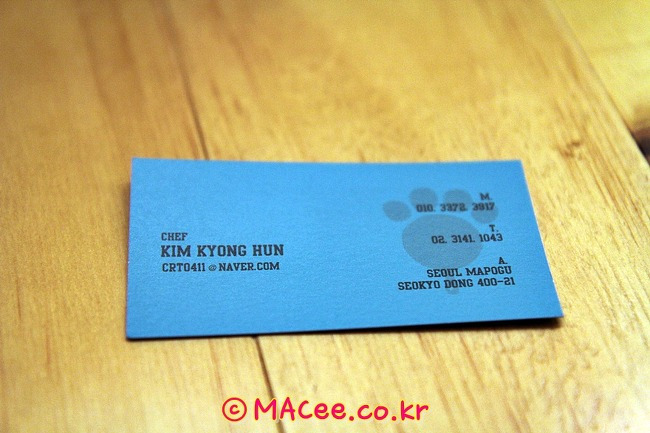 CHEF
KIM KYONG HUN
CRT0411@NAVER.COM
M.
010. 3372. 3917
T.
02. 3141. 1043
A.
SEOUL MAPOGU
SEOKYO DONG 400-21
© MACee.co.kr